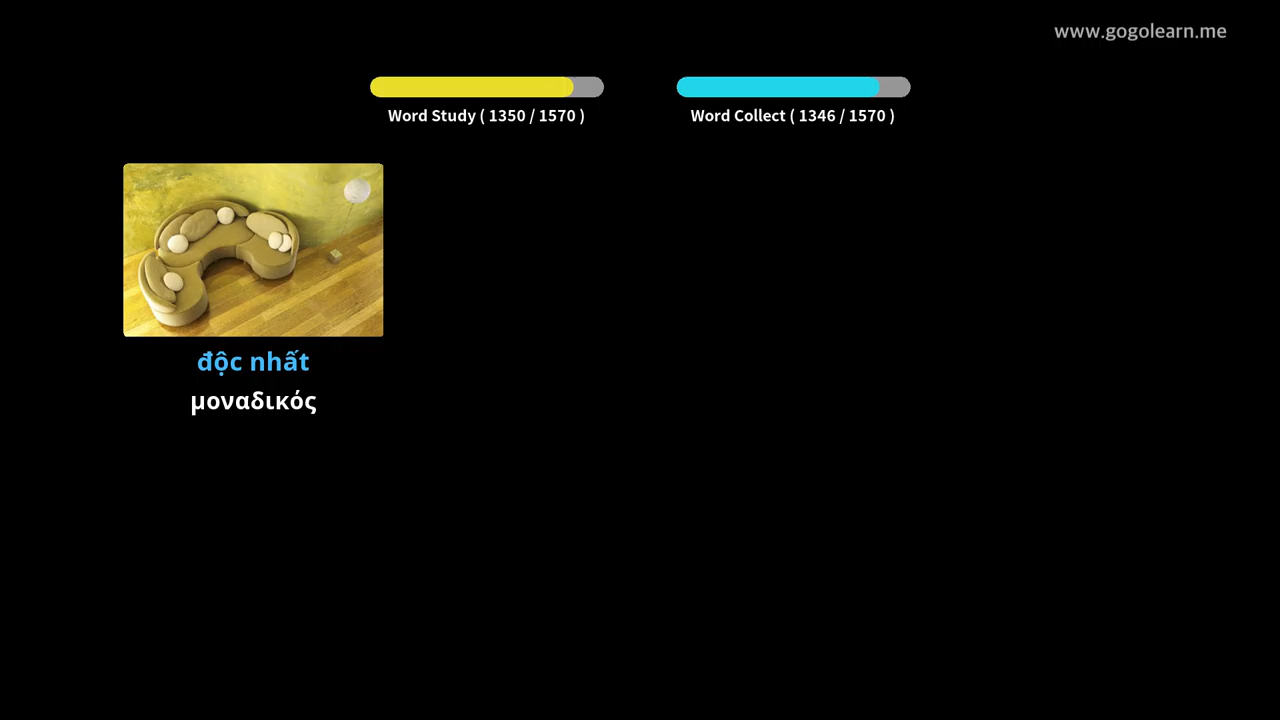 www.gogolearn.me
Word Study ( 1350 / 1570 )
Word Collect ( 1346 / 1570 )
độc nhất
μοναδικός